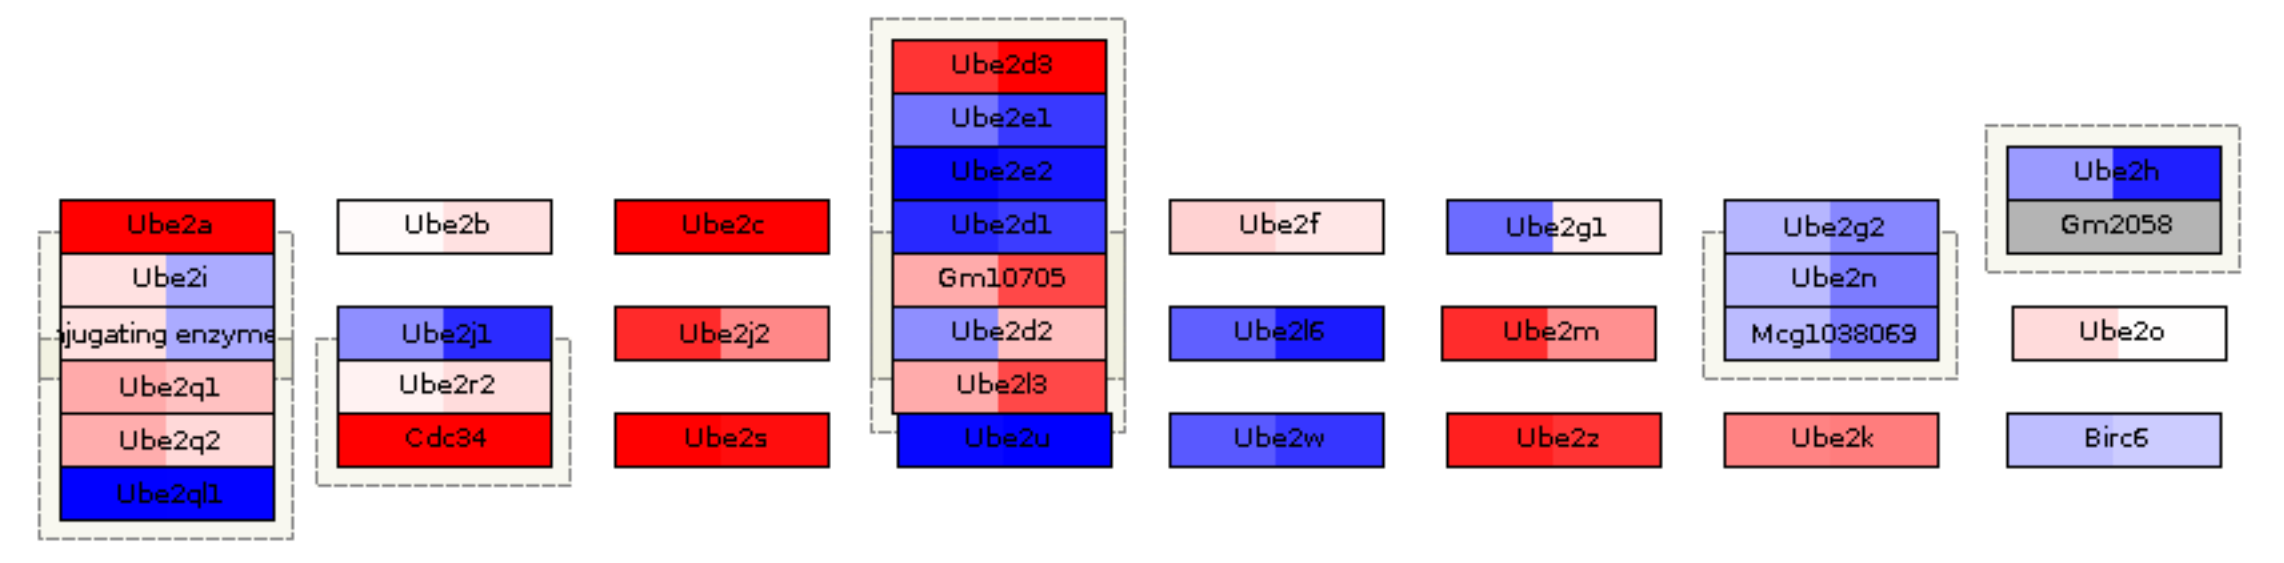 Ube2d3
Ube2e1
Ube2e2
Ube2h
Ube2a
Ube2b
Ube2c
Ube2d1
Ube2f
Ube2g1
Ube2g2
Gm2058
Ube2i
Gm10705
Ube2n
jugating enzyme
Ube2j1
Ube2j2
Ube2d2
Ube2l6
Ube2m
Mcg1038069
Ube2o
Ube2q1
Ube2r2
Ube2l3
Ube2q2
Cdc34
Ube2s
Ube2u
Ube2w
Ube2z
Ube2k
Birc6
Ube2ql1